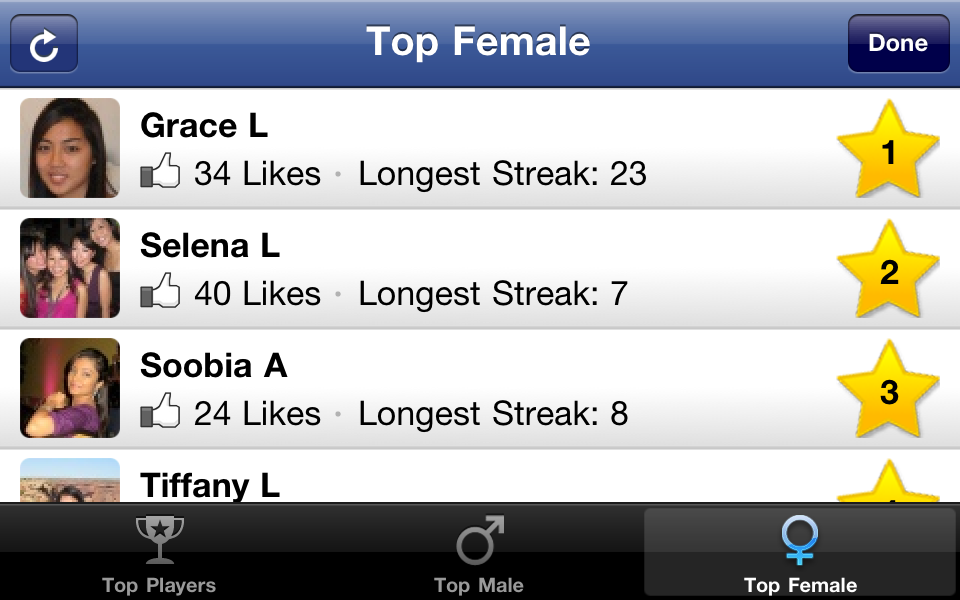 Top Female
Done
Grace L
34 Likes · Longest Streak: 23
1
Selena L
40 Likes · Longest Streak: 7
2
Soobia A
24 Likes · Longest Streak: 8
3
Tiffany L
Top Players
Top Male
Top Female